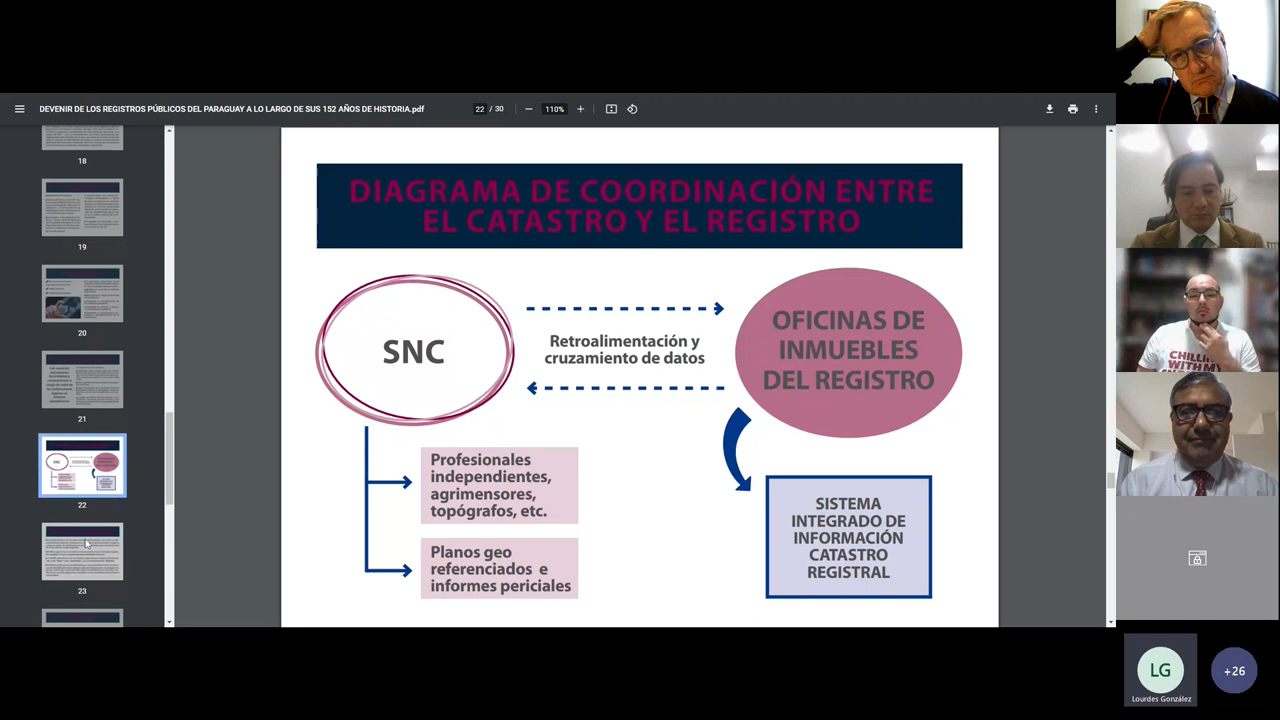 DEVENIR DE LOS REGISTROS PÚBLICOS DEL PARAGUAY A LO LARGO DE SUS 152 AÑOS DE HISTORIA.pdf
22 / 30
110%
18
19
20
21
22
23
DIAGRAMA DE COORDINACIÓN ENTRE
EL CATASTRO Y EL REGISTRO
SNC
Retroalimentación y
cruzamiento de datos
OFICINAS DE
INMUEBLES
DEL REGISTRO
Profesionales
independientes,
agrimensores,
topógrafos, etc.
Planos geo
referenciados e
informes periciales
SISTEMA
INTEGRADO DE
INFORMACIÓN
CATASTRO
REGISTRAL
CHILLIN
WITH MY
LG
Lourdes González
+26